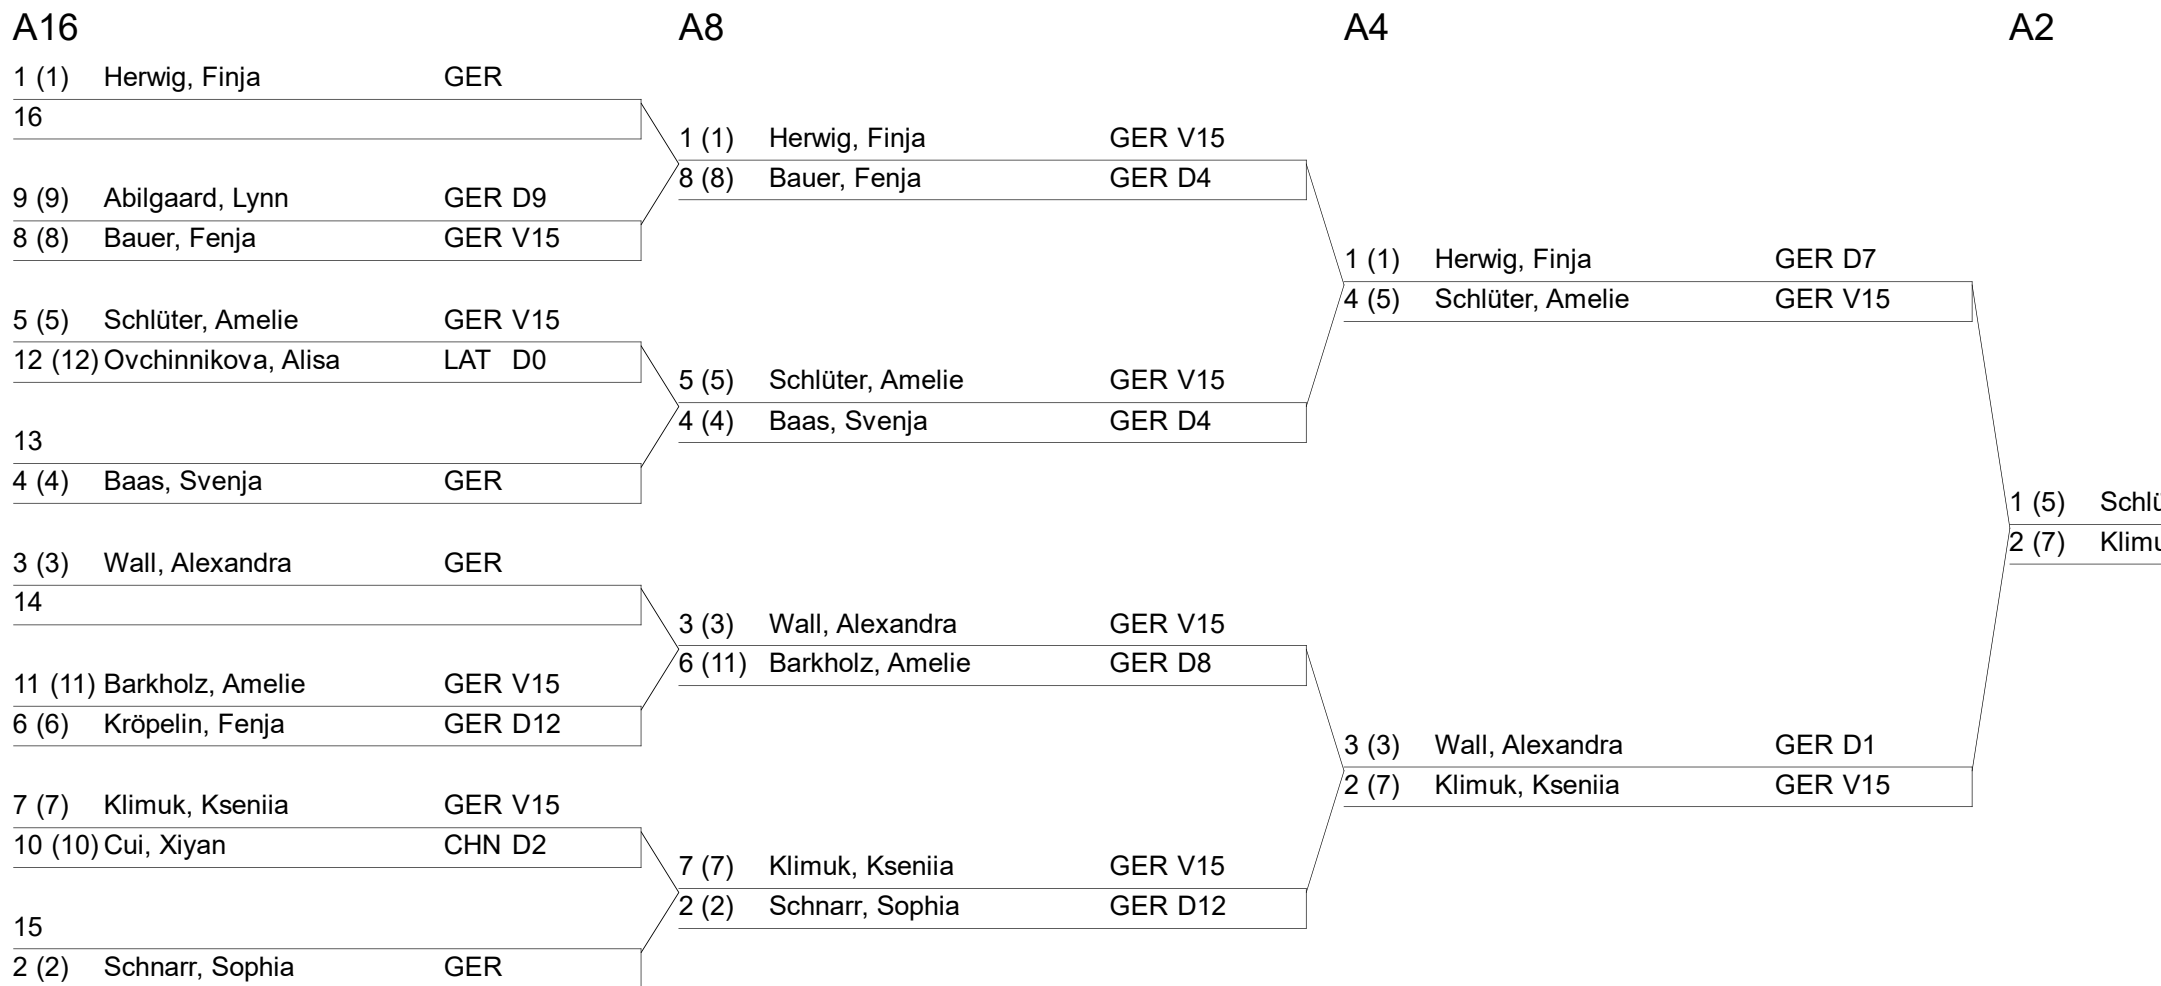 A16
1 (1) Herwig, Finja GER
16
9 (9) Abilgaard, Lynn GER D9
8 (8) Bauer, Fenja GER V15
5 (5) Schlüter, Amelie GER V15
12 (12) Ovchinnikova, Alisa LAT D0
13
4 (4) Baas, Svenja GER
3 (3) Wall, Alexandra GER
14
11 (11) Barkholz, Amelie GER V15
6 (6) Kröpelin, Fenja GER D12
7 (7) Klimuk, Kseniia GER V15
10 (10) Cui, Xiyan CHN D2
15
2 (2) Schnarr, Sophia GER
A8
1 (1) Herwig, Finja GER V15
8 (8) Bauer, Fenja GER D4
5 (5) Schlüter, Amelie GER V15
4 (4) Baas, Svenja GER D4
3 (3) Wall, Alexandra GER V15
6 (11) Barkholz, Amelie GER D8
7 (7) Klimuk, Kseniia GER V15
2 (2) Schnarr, Sophia GER D12
A4
1 (1) Herwig, Finja GER D7
4 (5) Schlüter, Amelie GER V15
3 (3) Wall, Alexandra GER D1
2 (7) Klimuk, Kseniia GER V15
A2
1 (5)
2 (7)